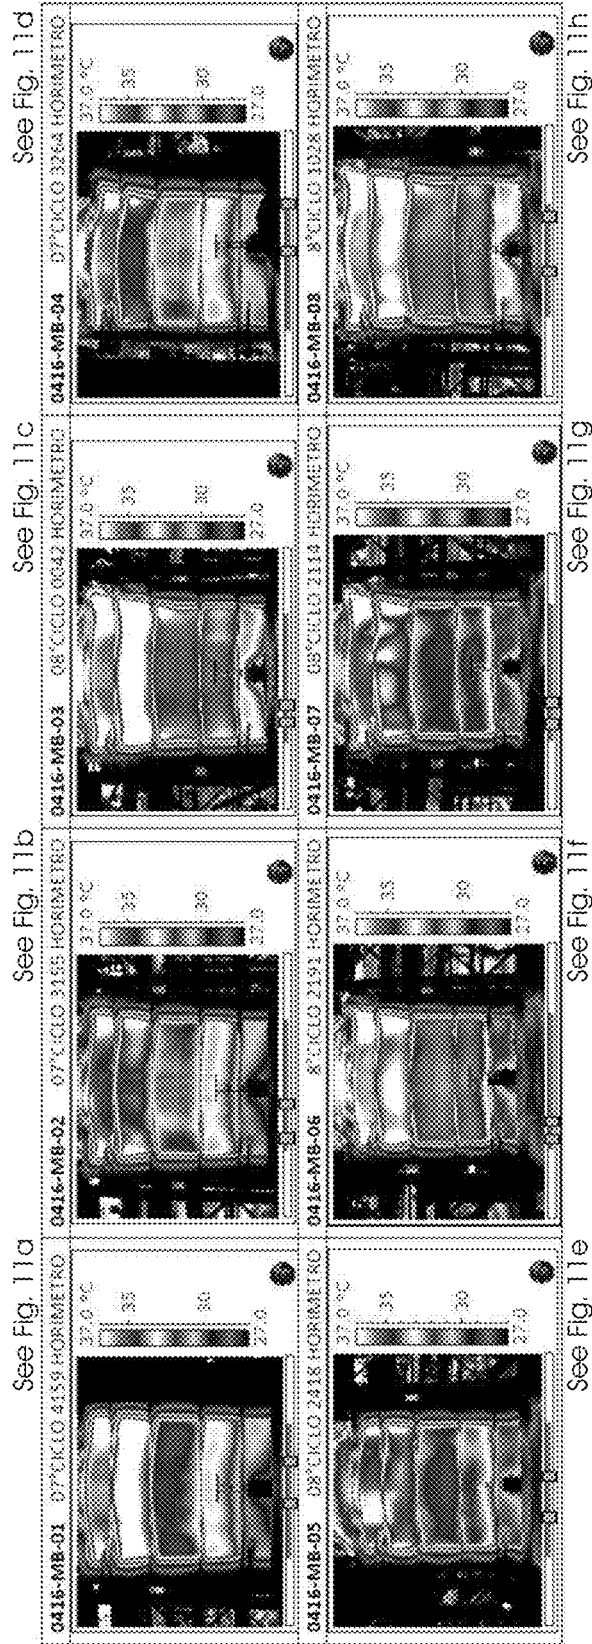 See Fig. 11a
See Fig. 11b
See Fig. 11c
See Fig. 11d
0416-MB-01 07°CICLO 4159 HORIMETRO
37.0 °C
35
30
27.0
0416-MB-02 07°CICLO 3155 HORIMETRO
37.0 °C
35
30
27.0
0416-MB-03 08°CICLO 0042 HORIMETRO
37.0 °C
35
30
27.0
0416-MB-04 07°CICLO 3264 HORIMETRO
37.0 °C
35
30
27.0
0416-MB-05 08°CICLO 2418 HORIMETRO
37.0 °C
35
30
27.0
0416-MB-06 8°CICLO 2191 HORIMETRO
37.0 °C
35
30
27.0
0416-MB-07 08°CICLO 2114 HORIMETRO
37.0 °C
35
30
27.0
0416-MB-08 8°CICLO 1028 HORIMETRO
37.0 °C
35
30
27.0
See Fig. 11e
See Fig. 11f
See Fig. 11g
See Fig. 11h